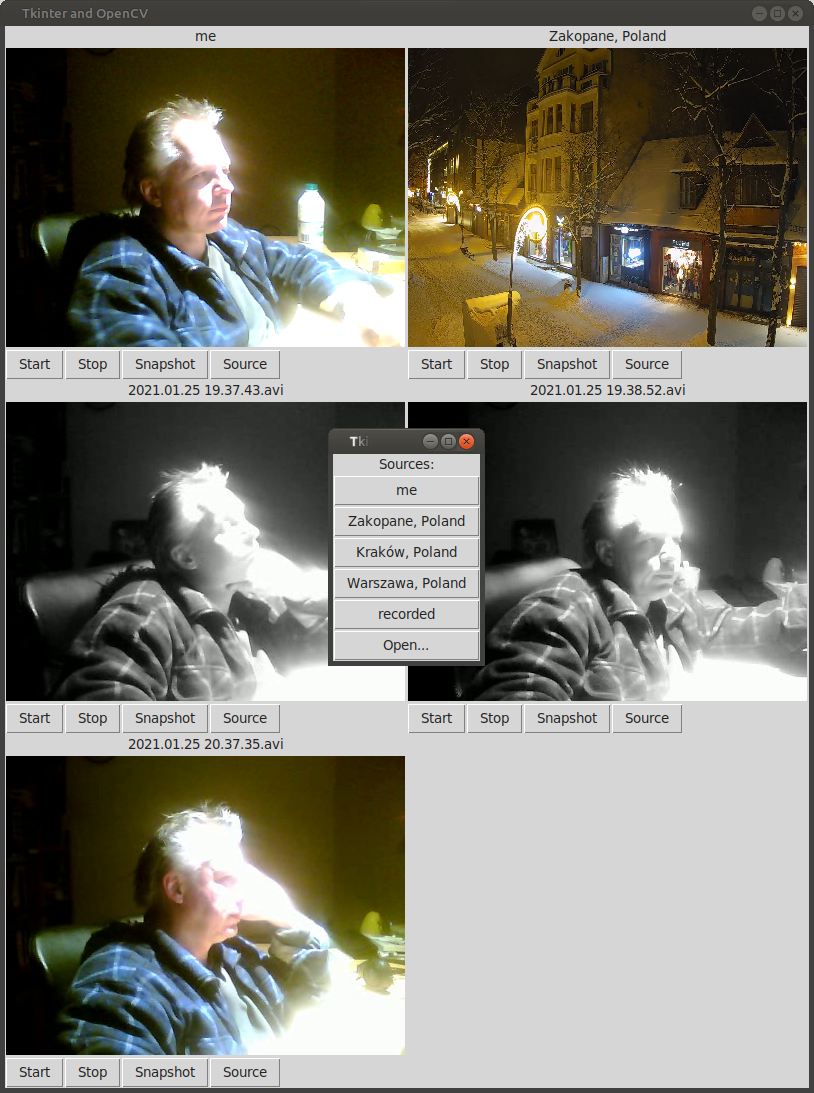 Tkinter and OpenCV
me
Zakopane, Poland
Start Stop Snapshot Source
Start Stop Snapshot Source
2021.01.25 19.37.43.avi
2021.01.25 19.38.52.avi
Tki
Sources:
me
Zakopane, Poland
Kraków, Poland
Warszawa, Poland
recorded
Open...
Start Stop Snapshot Source
Start Stop Snapshot Source
2021.01.25 20.37.35.avi
Start Stop Snapshot Source